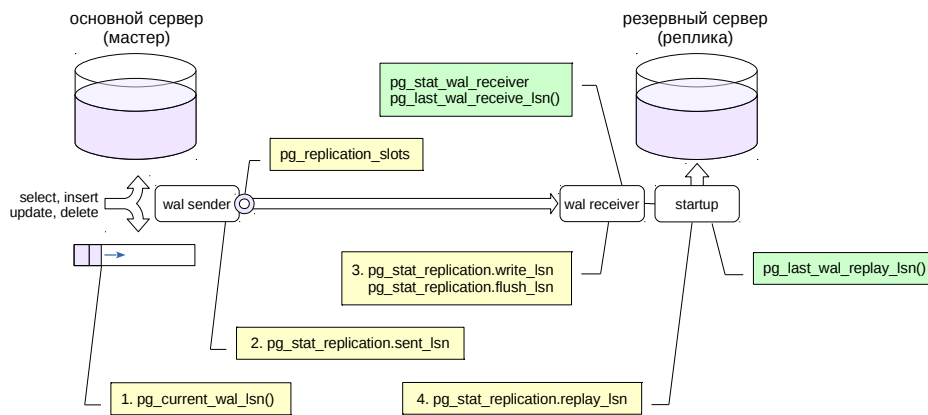 основной сервер
(мастер)
резервный сервер
(реплика)
pg_stat_wal_receiver
pg_last_wal_receive_lsn()
pg_replication_slots
select, insert
update, delete
wal sender
wal receiver
startup
3. pg_stat_replication.write_lsn
pg_stat_replication.flush_lsn
pg_last_wal_replay_lsn()
2. pg_stat_replication.sent_lsn
1. pg_current_wal_lsn()
4. pg_stat_replication.replay_lsn